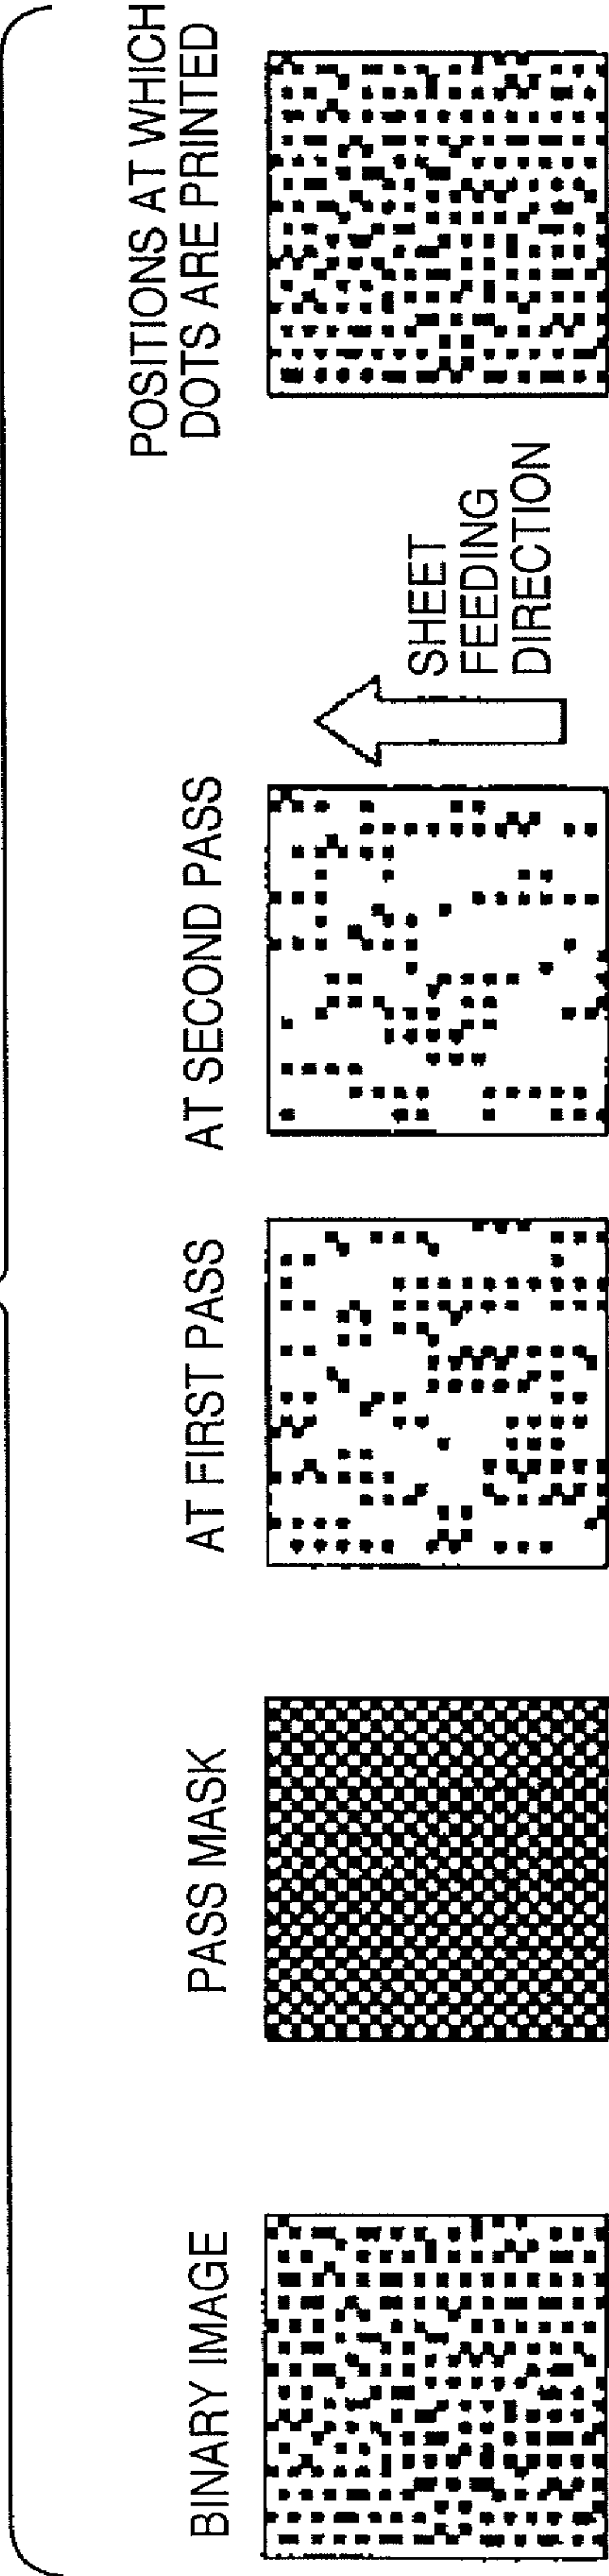 BINARY IMAGE
PASS MASK
AT FIRST PASS
AT SECOND PASS
SHEET
FEEDING
DIRECTION
POSITIONS AT WHICH
DOTS ARE PRINTED